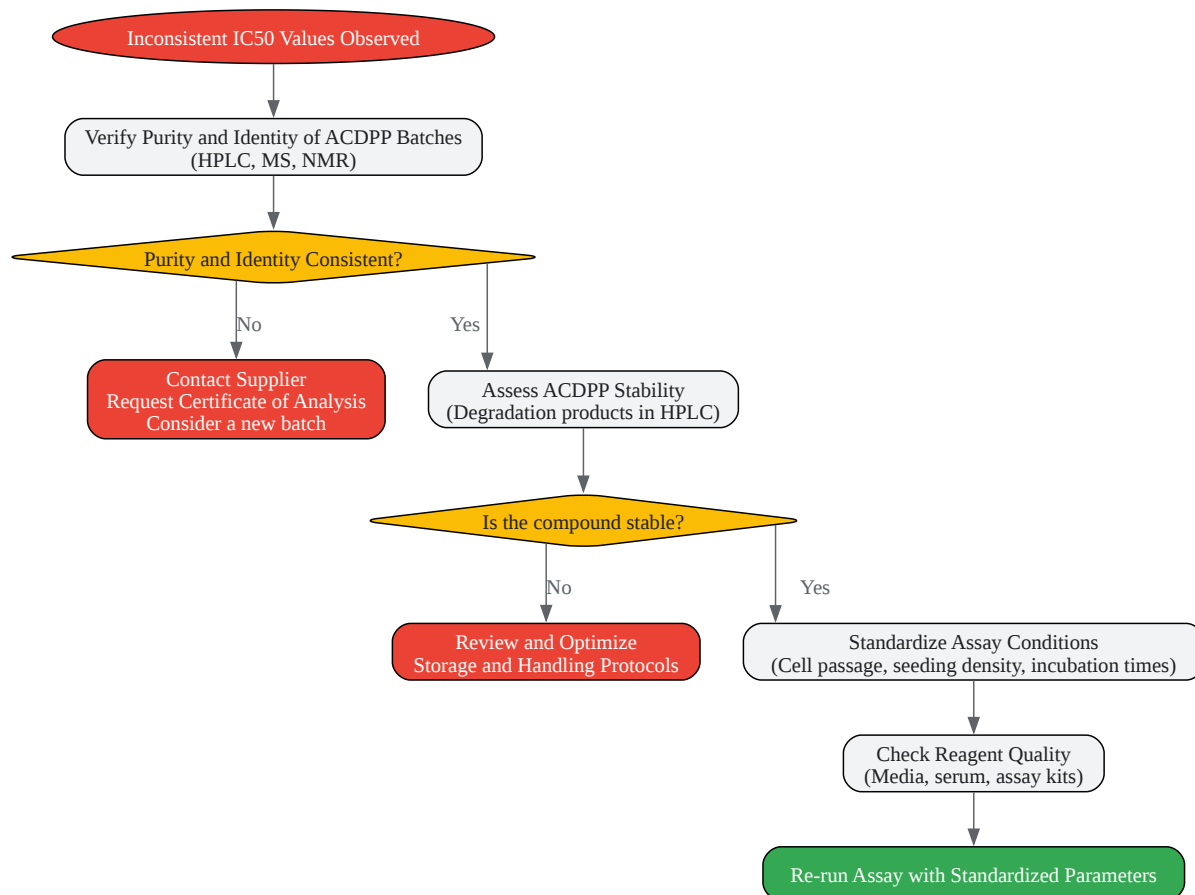 Inconsistent IC50 Values Observed
Verify Purity and Identity of ACDPP Batches
(HPLC, MS, NMR)
Purity and Identity Consistent?
No
Yes
Contact Supplier
Request Certificate of Analysis
Consider a new batch
Assess ACDPP Stability
(Degradation products in HPLC)
Is the compound stable?
No
Yes
Review and Optimize
Storage and Handling Protocols
Standardize Assay Conditions
(Cell passage, seeding density, incubation times)
Check Reagent Quality
(Media, serum, assay kits)
Re-run Assay with Standardized Parameters